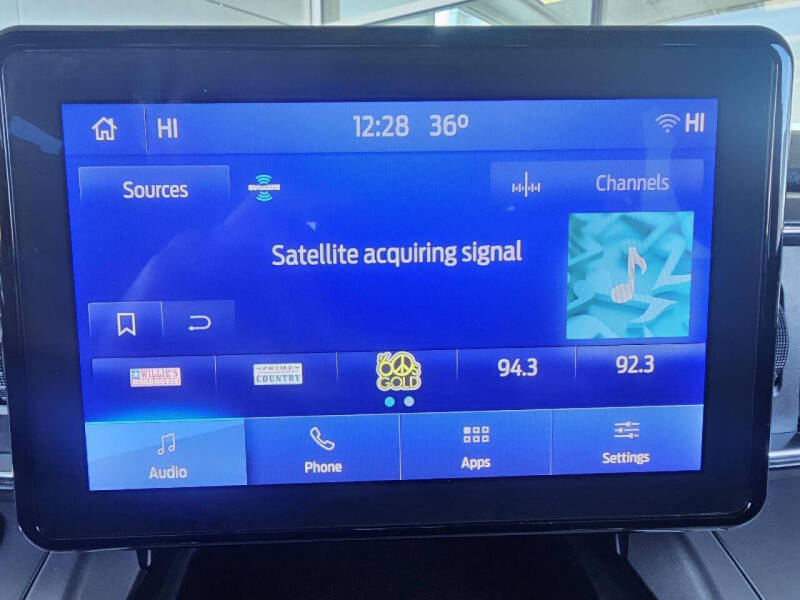 HI 12:28 36° HI
Sources Channels
Satellite acquiring signal
WILLIE'S ROADHOUSE
PRIME COUNTRY
60s GOLD
94.3 92.3
Audio Phone Apps Settings